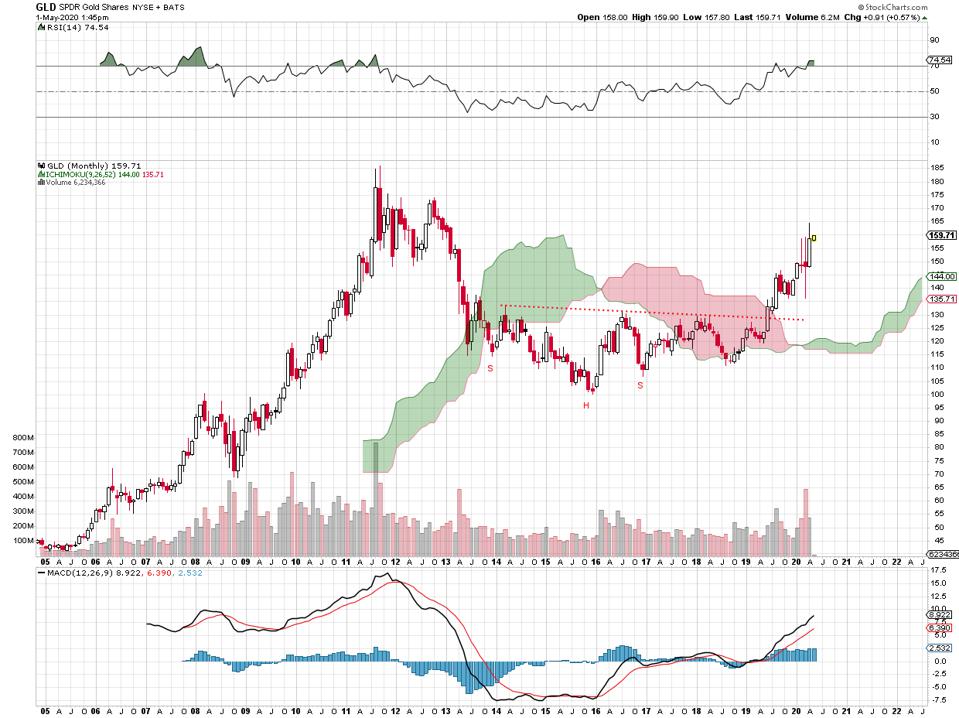 GLD SPDR Gold Shares NYSE + BATS
© StockCharts.com
1-May-2020 1:45pm
Open 158.00 High 159.90 Low 157.80 Last 159.71 Volume 6.2M Chg +0.91 (+0.57%)
RSI(14) 74.54
90
74.54
70
50
30
10
GLD (Monthly) 159.71
ICHIMOKU(9,26,52) 144.00 135.71
Volume 6,234,366
185
180
175
170
165
159.71
155
150
144.00
140
135.71
130
125
120
115
110
105
100
95
90
85
80
75
70
65
60
55
50
45
6234366
800M
700M
600M
500M
400M
300M
200M
100M
S
H
S
05 A J O 06 A J O 07 A J O 08 A J O 09 A J O 10 A J O 11 A J O 12 A J O 13 A J O 14 A J O 15 A J O 16 A J O 17 A J O 18 A J O 19 A J O 20 A J O 21 A J O 22 A J
MACD(12,26,9) 8.922, 6.390, 2.532
17.5
15.0
12.5
10.0
8.922
6.390
5.0
2.532
0.0
-2.5
-5.0
-7.5
05 A J O 06 A J O 07 A J O 08 A J O 09 A J O 10 A J O 11 A J O 12 A J O 13 A J O 14 A J O 15 A J O 16 A J O 17 A J O 18 A J O 19 A J O 20 A J O 21 A J O 22 A J